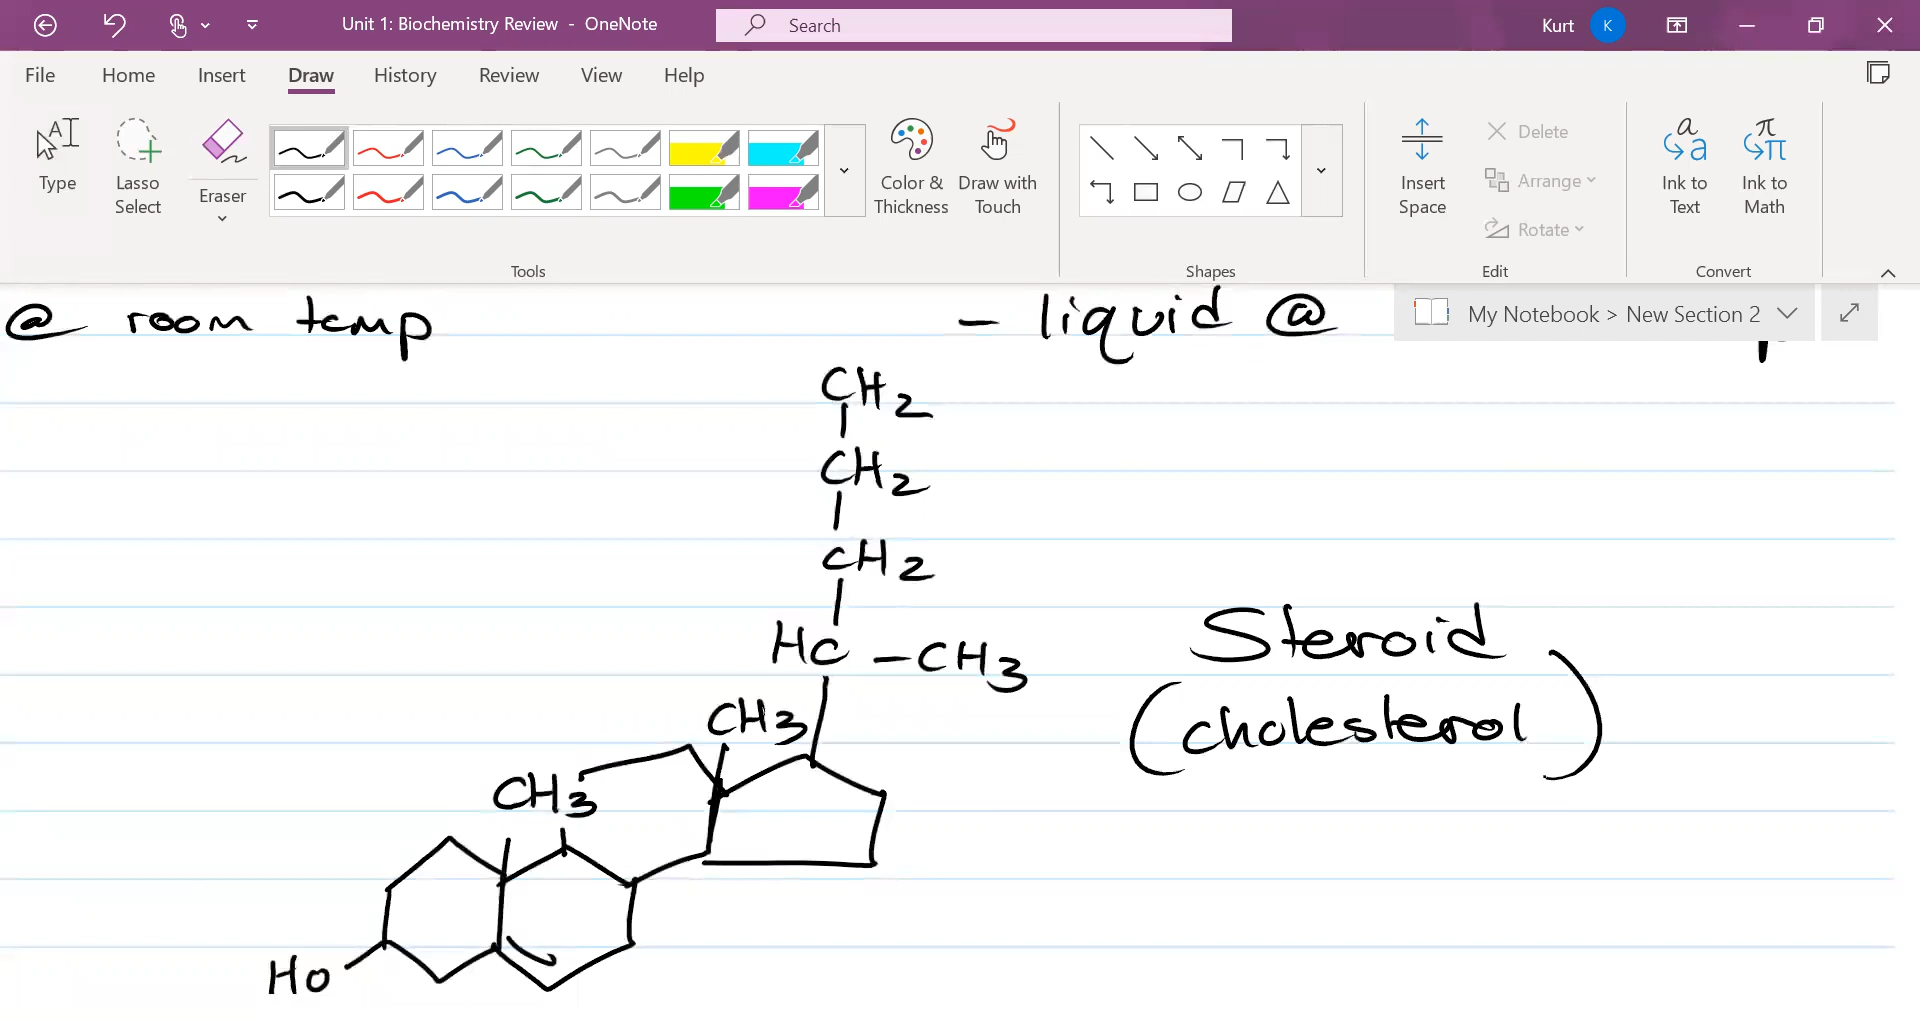 Unit 1: Biochemistry Review - OneNote
Search
Kurt
K
File Home Insert Draw History Review View Help
Type
Lasso Select
Eraser
Color & Thickness
Draw with Touch
Insert Space
Delete
Arrange
Rotate
Ink to Text
Ink to Math
Tools
Shapes
Edit
Convert
My Notebook > New Section 2
@ room temp
- liquid @
CH2
CH2
CH2
HC -CH3
CH3
CH3
HO
Steroid
(cholesterol)